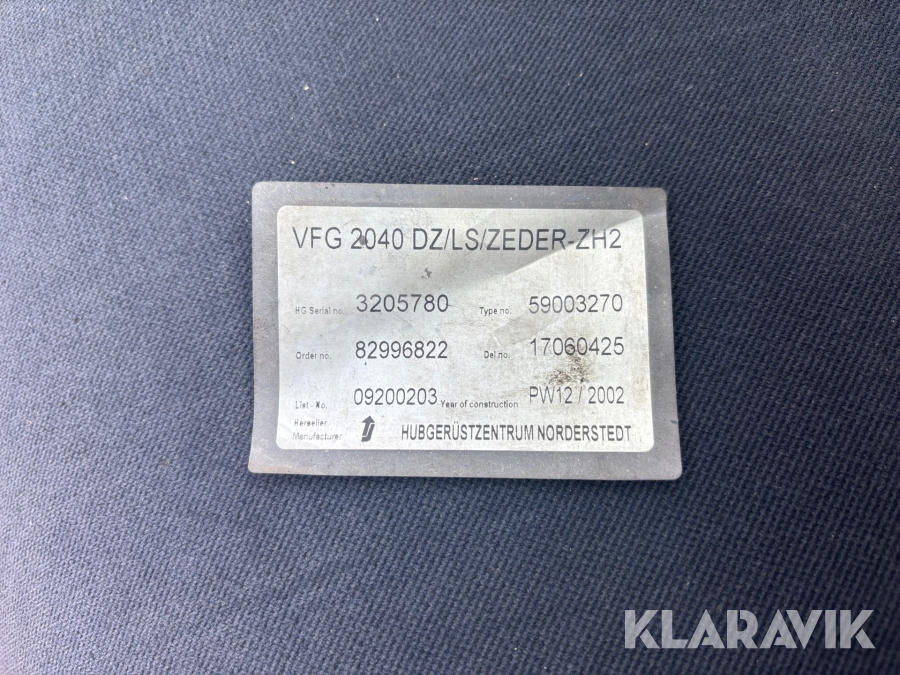 VFG 2040 DZ/LS/ZEDER-ZH2
HG Serial no. 3205780 Type no. 59003270
Order no. 82996822 Del no. 17060425
List-No. 09200203 Year of construction PW12 / 2002
Hersteller
Manufacturer HUBGERÜSTZENTRUM NORDERSTEDT
KLARAVIK